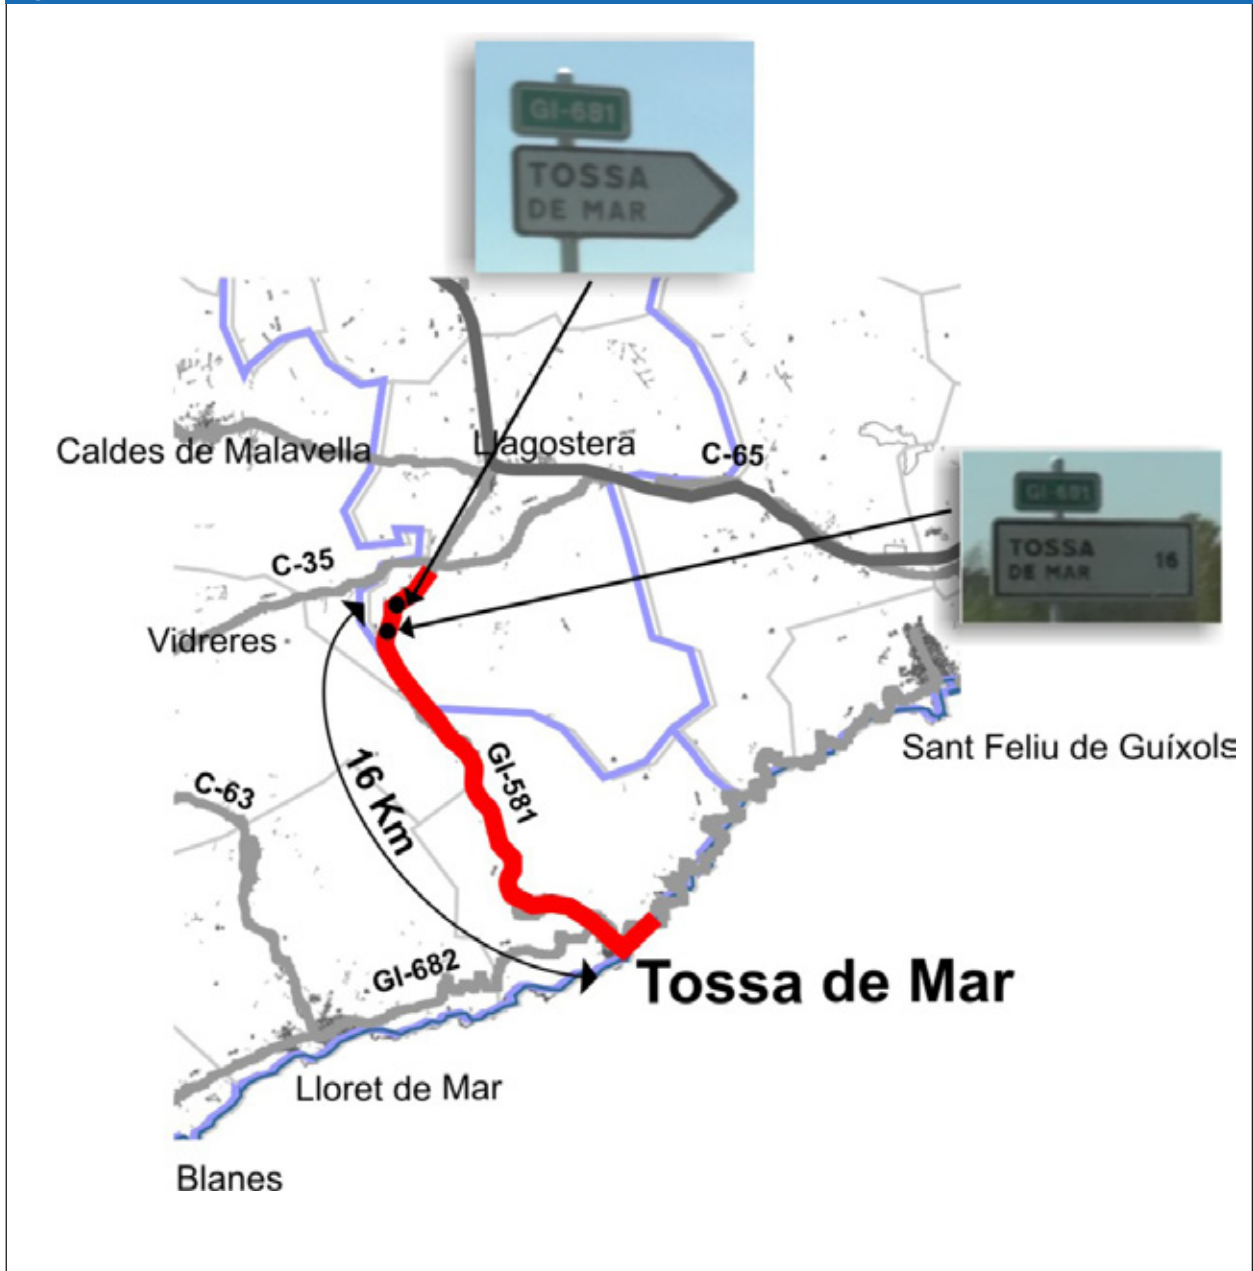 GI-681
TOSSA
DE MAR
Llagostera
C-65
Caldes de Malavella
GI-681
TOSSA 16
DE MAR
C-35
Vidreres
Sant Feliu de Guíxols
GI-581
16 Km
C-63
GI-682
Tossa de Mar
Lloret de Mar
Blanes